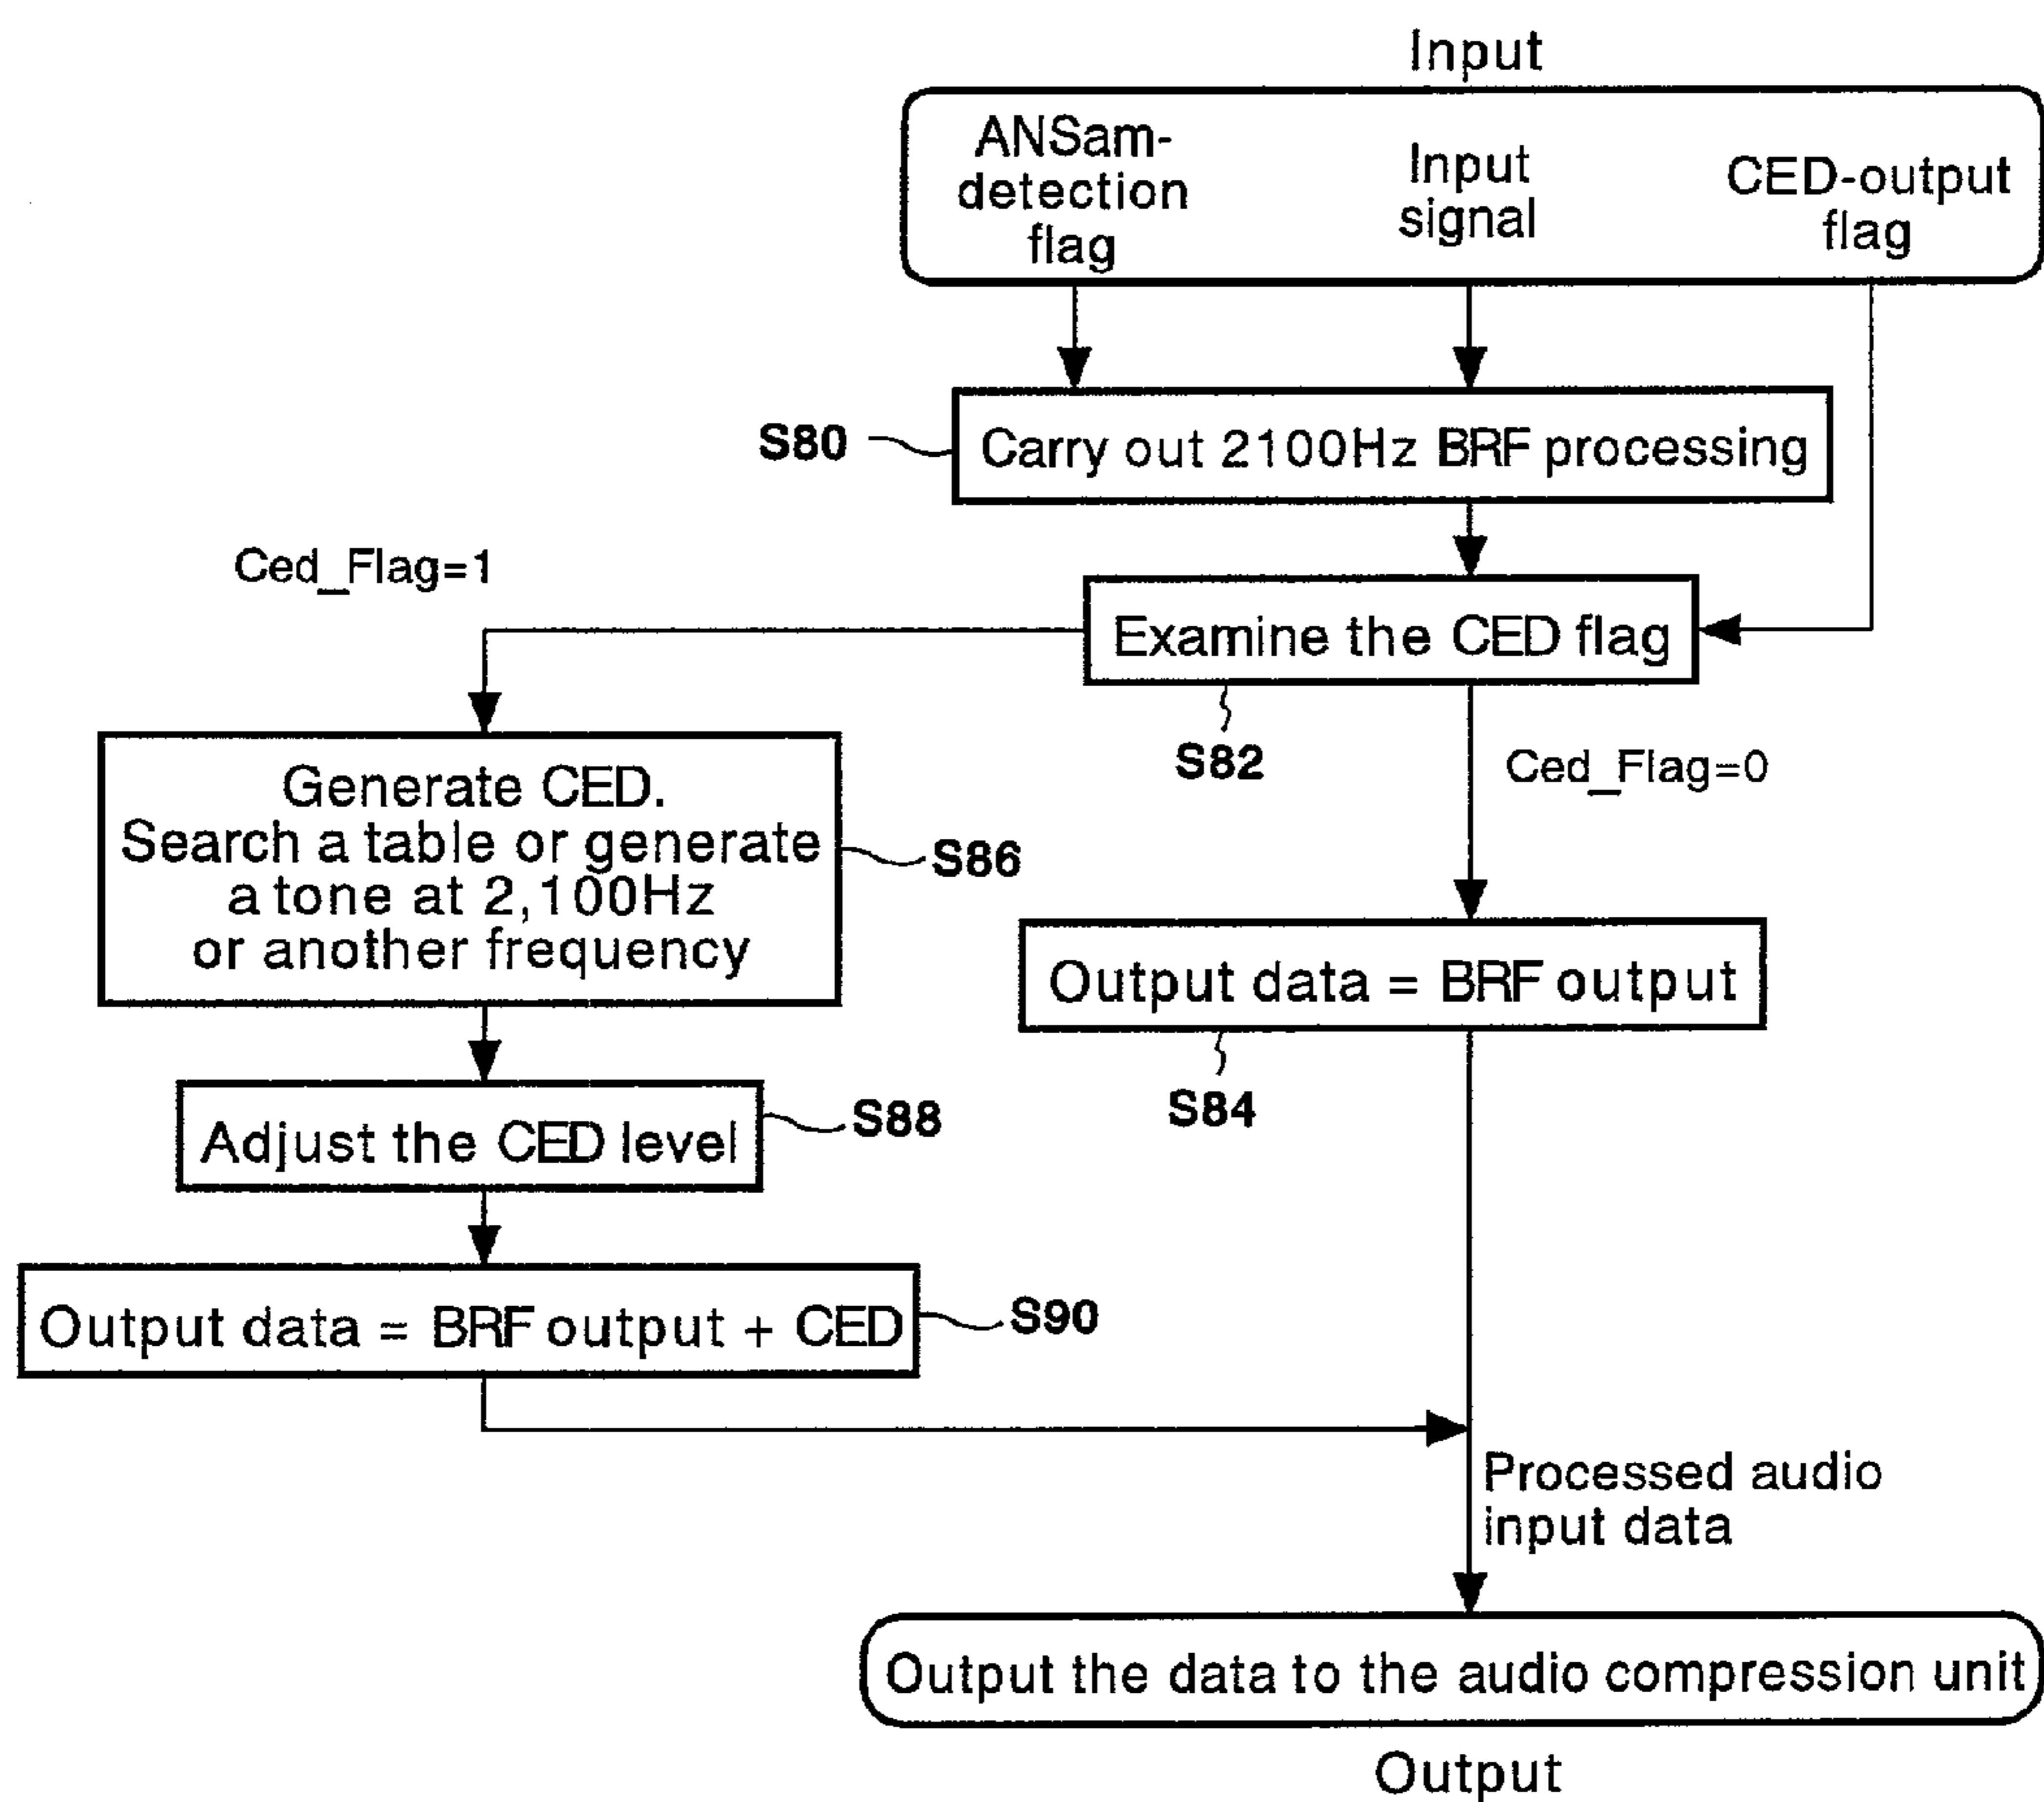 Input
ANSam-
detection
flag
Input
signal
CED-output
flag
S80
Carry out 2100Hz BRF processing
Ced_Flag=1
Examine the CED flag
S82
Ced_Flag=0
Generate CED.
Search a table or generate
a tone at 2,100Hz
or another frequency
S86
Output data = BRF output
S84
Adjust the CED level
S88
Output data = BRF output + CED
S90
Processed audio
input data
Output the data to the audio compression unit
Output